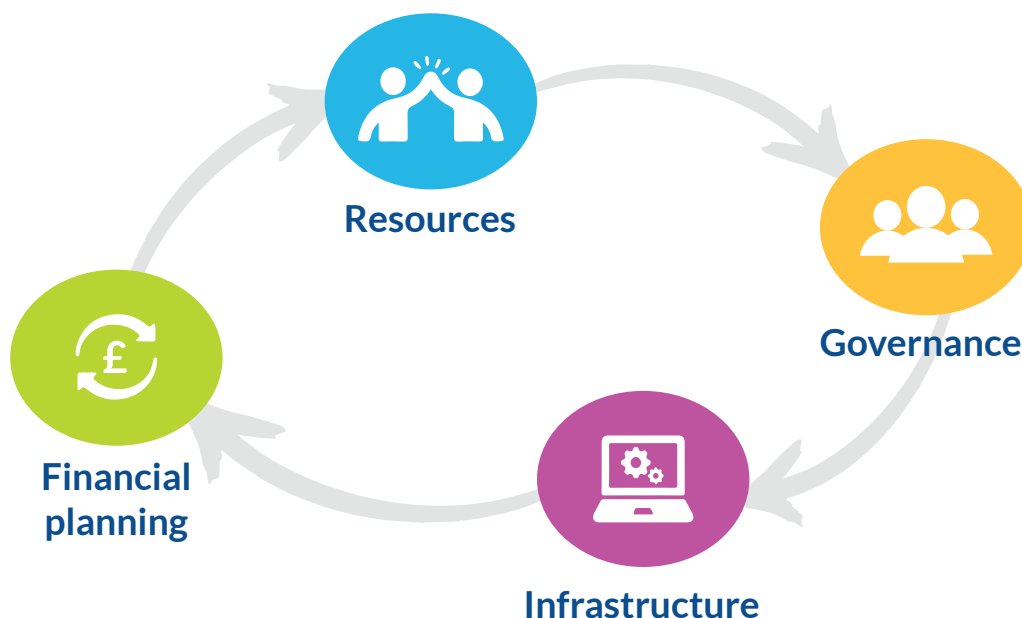 Resources
Governance
£
Financial
planning
Infrastructure